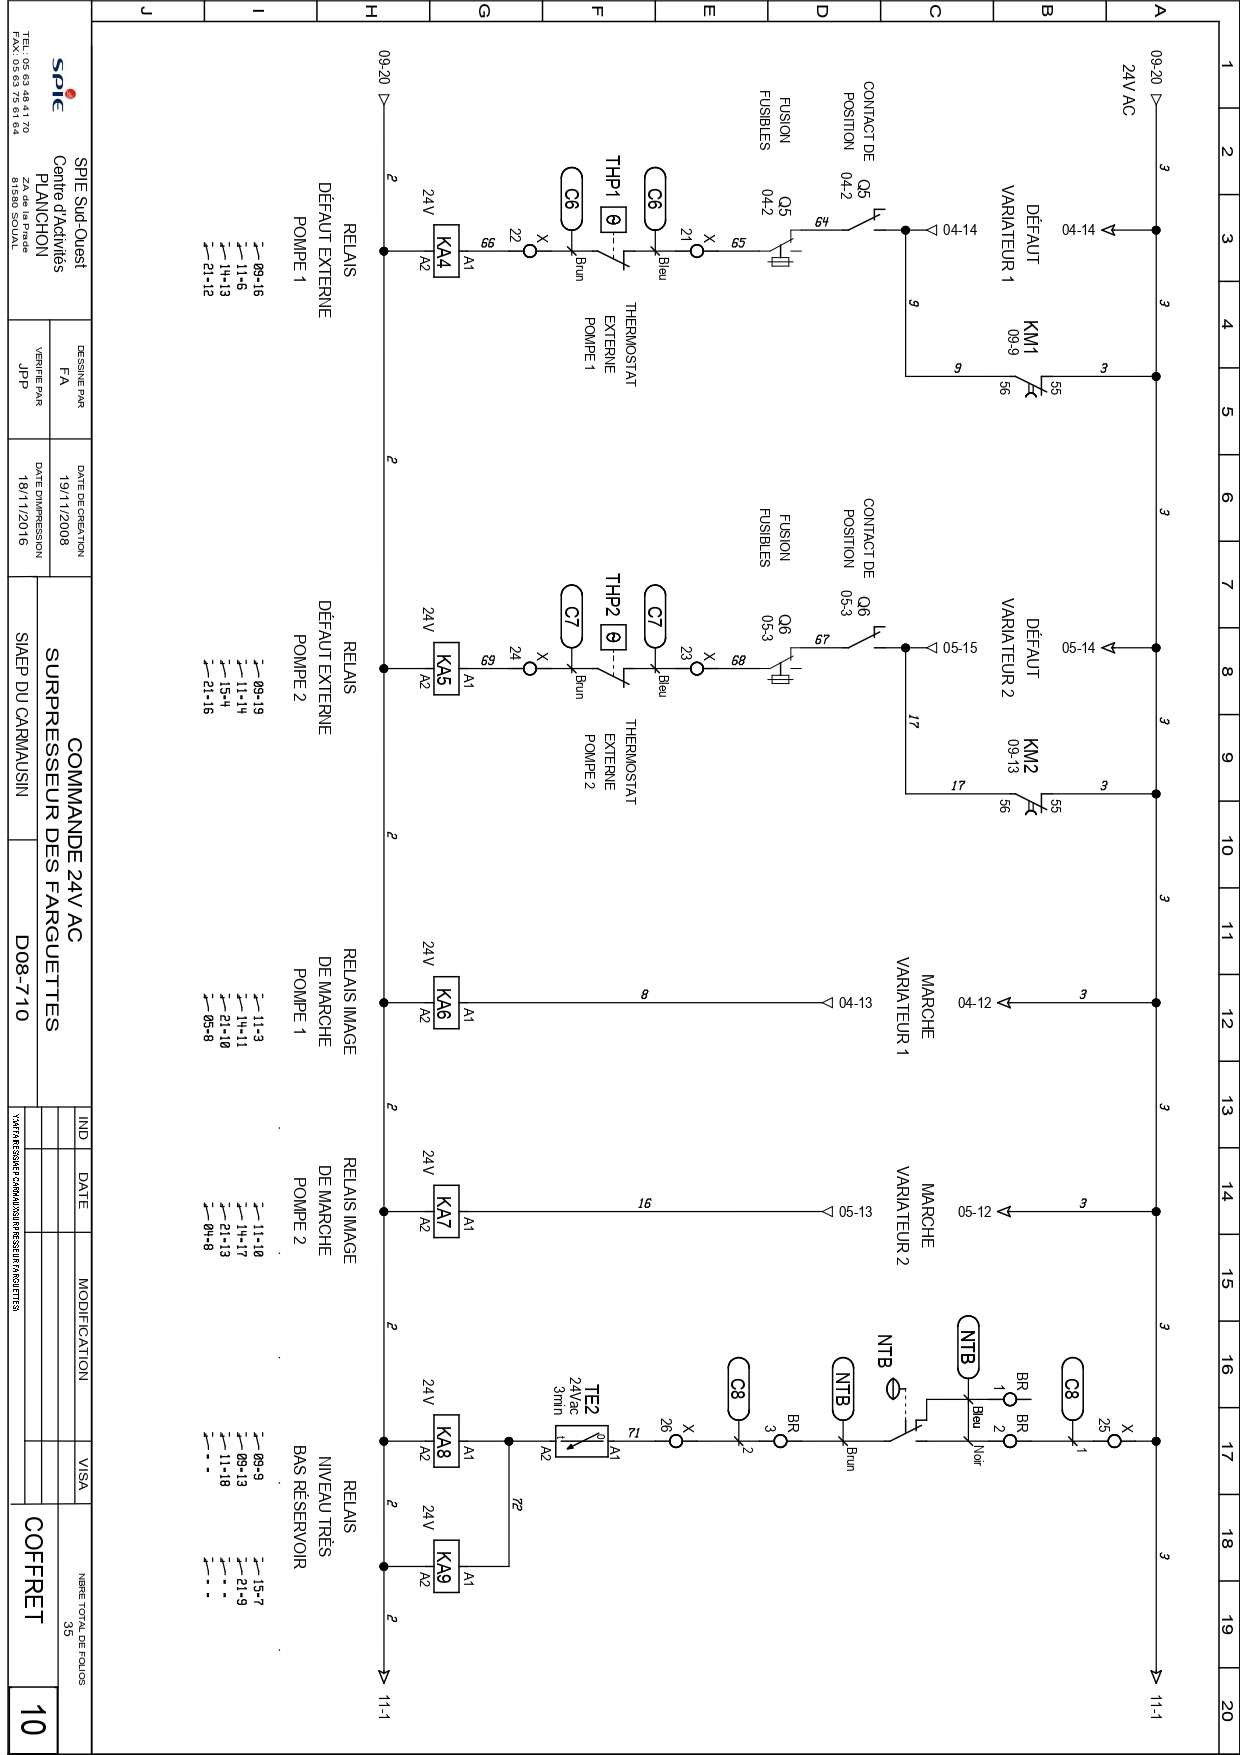 1 2 3 4 5 6 7 8 9 10 11 12 13 14 15 16 17 18 19 20
A
B
C
D
E
F
G
H
I
J
09-20
24V AC
3 3 3 3 3 3 3 3
11-1
04-14
DÉFAUT
VARIATEUR 1
04-14
KM1
09-9
3
55
56
9
9
CONTACT DE
POSITION
Q5
04-2
64
FUSION
FUSIBLES
Q5
04-2
65
X
21
C6
Bleu
THP1
θ
THERMOSTAT
EXTERNE
POMPE 1
C6
Brun
X
22
66
24V
KA4
A1
A2
RELAIS
DÉFAUT EXTERNE
POMPE 1
09-16
11-6
14-13
21-12
05-14
DÉFAUT
VARIATEUR 2
05-15
KM2
09-13
3
55
56
17
17
CONTACT DE
POSITION
Q6
05-3
67
FUSION
FUSIBLES
Q6
05-3
68
X
23
C7
Bleu
THP2
θ
THERMOSTAT
EXTERNE
POMPE 2
C7
Brun
X
24
69
24V
KA5
A1
A2
RELAIS
DÉFAUT EXTERNE
POMPE 2
09-19
11-14
15-4
21-16
3
04-12
MARCHE
VARIATEUR 1
04-13
8
24V
KA6
A1
A2
RELAIS IMAGE
DE MARCHE
POMPE 1
11-3
14-11
21-10
05-8
3
05-12
MARCHE
VARIATEUR 2
05-13
16
24V
KA7
A1
A2
RELAIS IMAGE
DE MARCHE
POMPE 2
11-10
14-17
21-13
04-8
X
25
C8
1
BR
1
BR
2
NTB
Bleu
Noir
NTB
NTB
Brun
BR
3
C8
2
X
26
71
TE2
24Vac
3min
0
t
A1
A2
72
24V
KA8
A1
A2
24V
KA9
A1
A2
RELAIS
NIVEAU TRÈS
BAS RÉSERVOIR
09-9
09-13
11-18
- -
15-7
21-9
- -
- -
09-20
2 2 2 2 2 2 2 2
11-1
SPIE
TEL: 05 63 48 41 70
FAX: 05 63 75 61 64
SPIE Sud-Ouest
Centre d'Activités
PLANCHON
ZA de la Prade
81580 SOUAL
DESSINE PAR
FA
VERIFIE PAR
JPP
DATE DE CREATION
19/11/2008
DATE D'IMPRESSION
18/11/2016
COMMANDE 24V AC
SURPRESSEUR DES FARGUETTES
SIAEP DU CARMAUSIN
D08-710
IND DATE MODIFICATION VISA
NBRE TOTAL DE FOLIOS
35
COFFRET
10